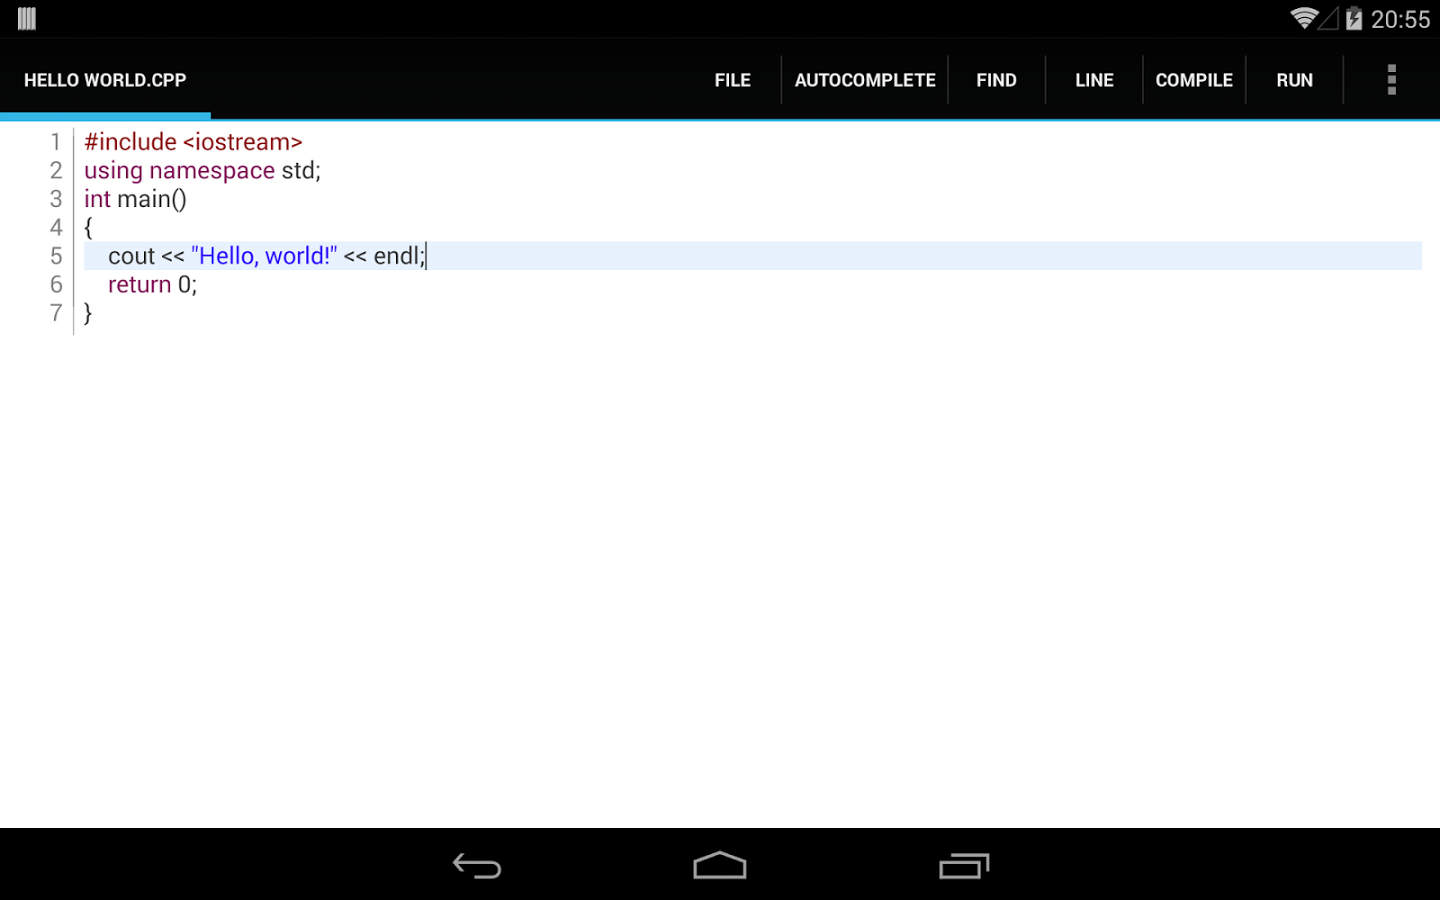 20:55
HELLO WORLD.CPP FILE AUTOCOMPLETE FIND LINE COMPILE RUN
1 #include <iostream>
2 using namespace std;
3 int main()
4 {
5     cout << "Hello, world!" << endl;
6     return 0;
7 }